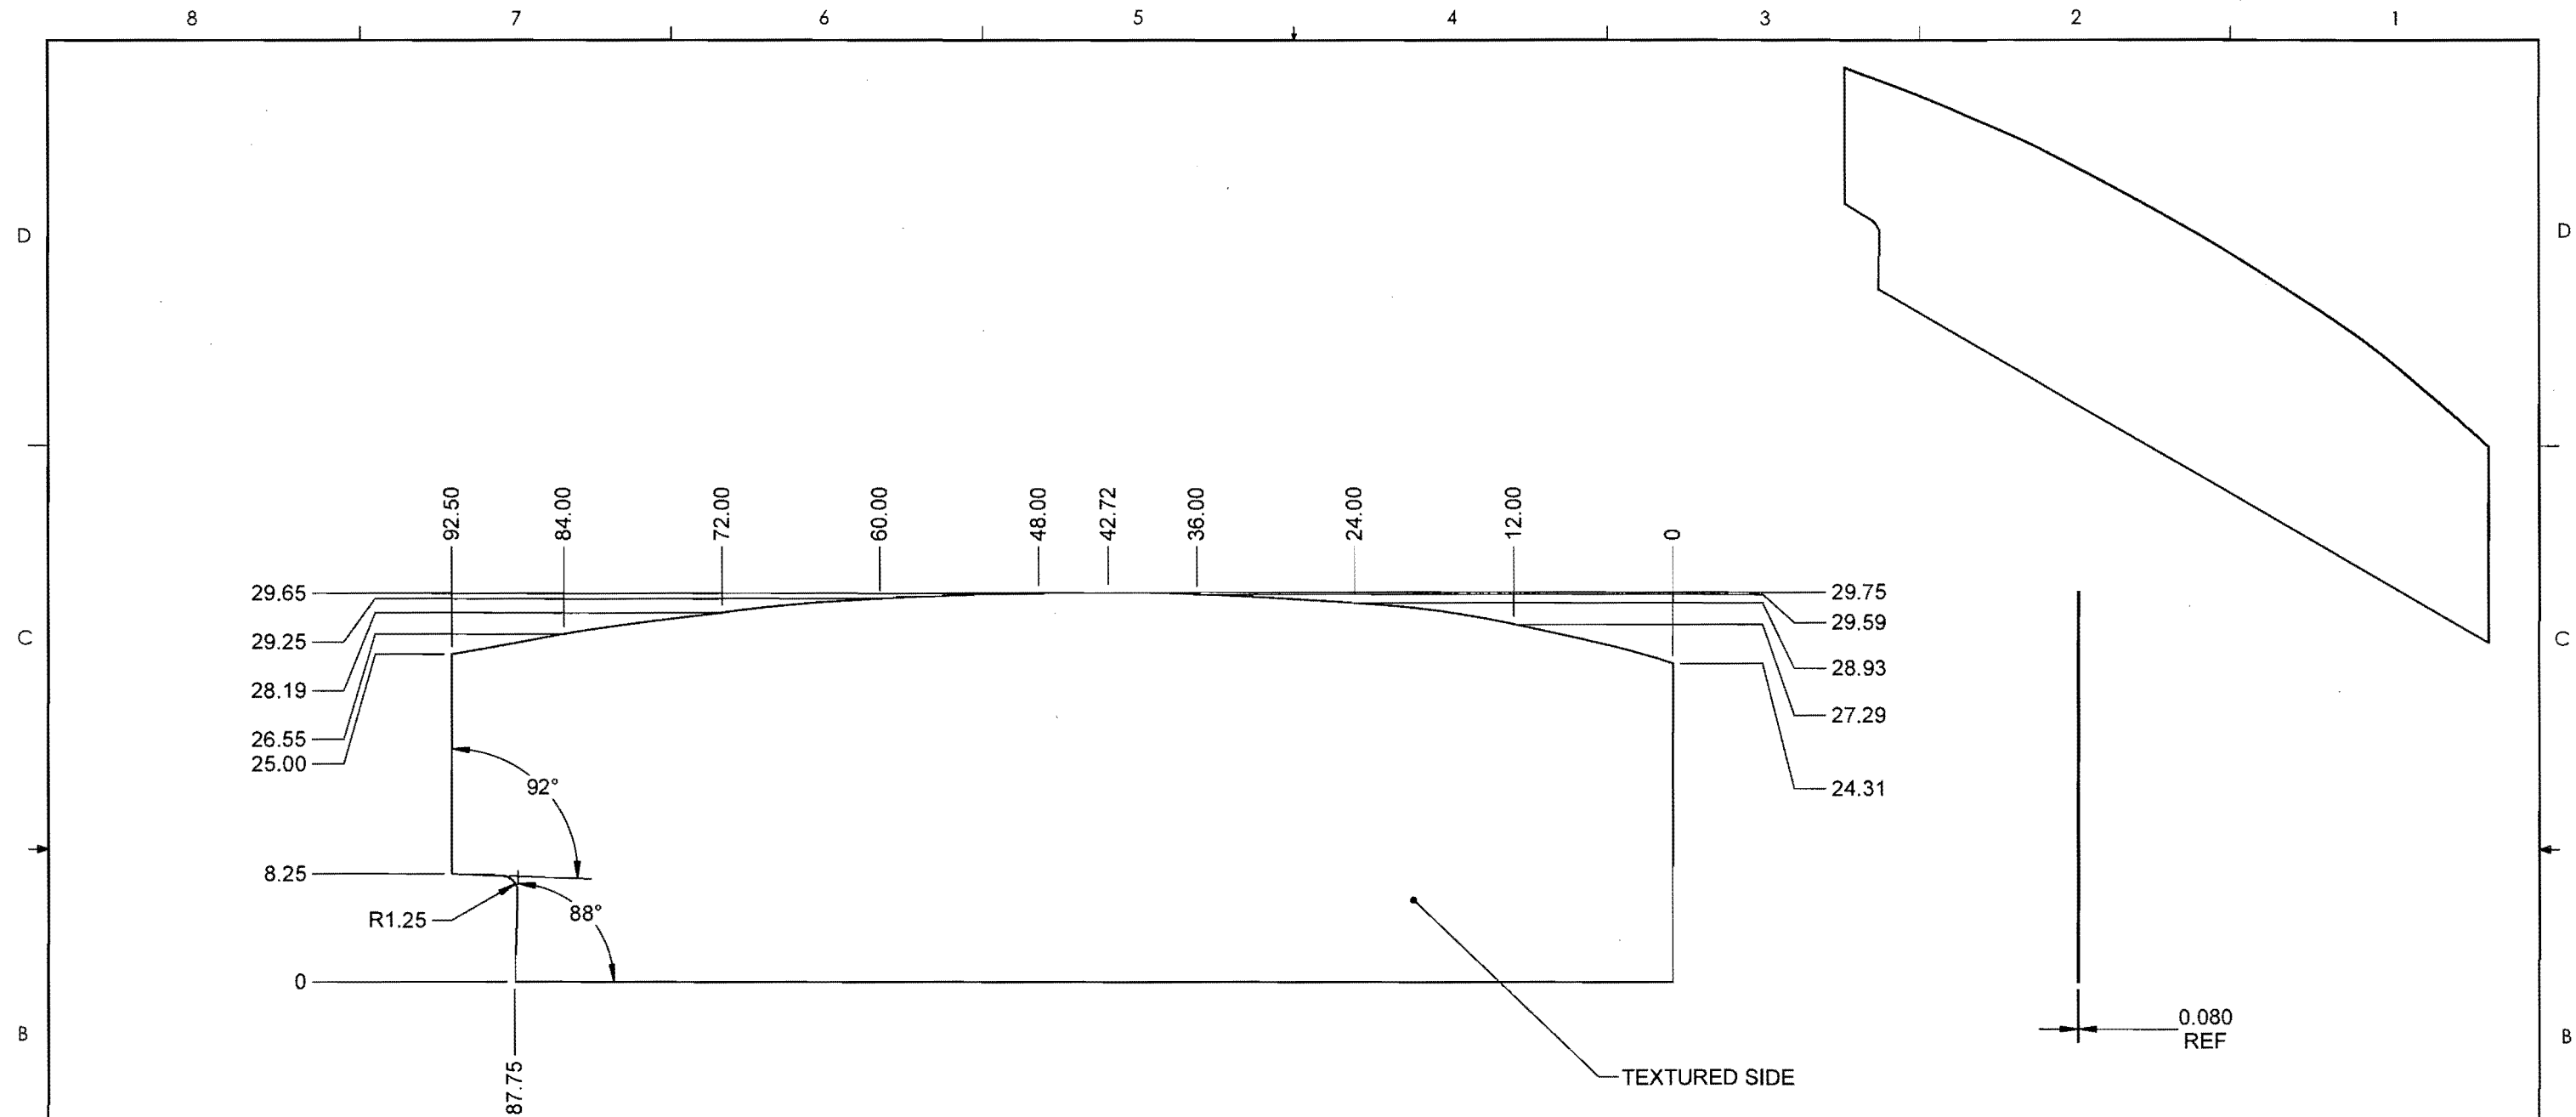 8 7 6 5 4 3 2 1
D D
92.50 84.00 72.00 60.00 48.00 42.72 36.00 24.00 12.00 0
29.65 29.75
29.59
29.25 C C
28.93
28.19
27.29
26.55
25.00
92°
24.31
8.25
R1.25 88°
0
0.080
B REF B
TEXTURED SIDE
87.75